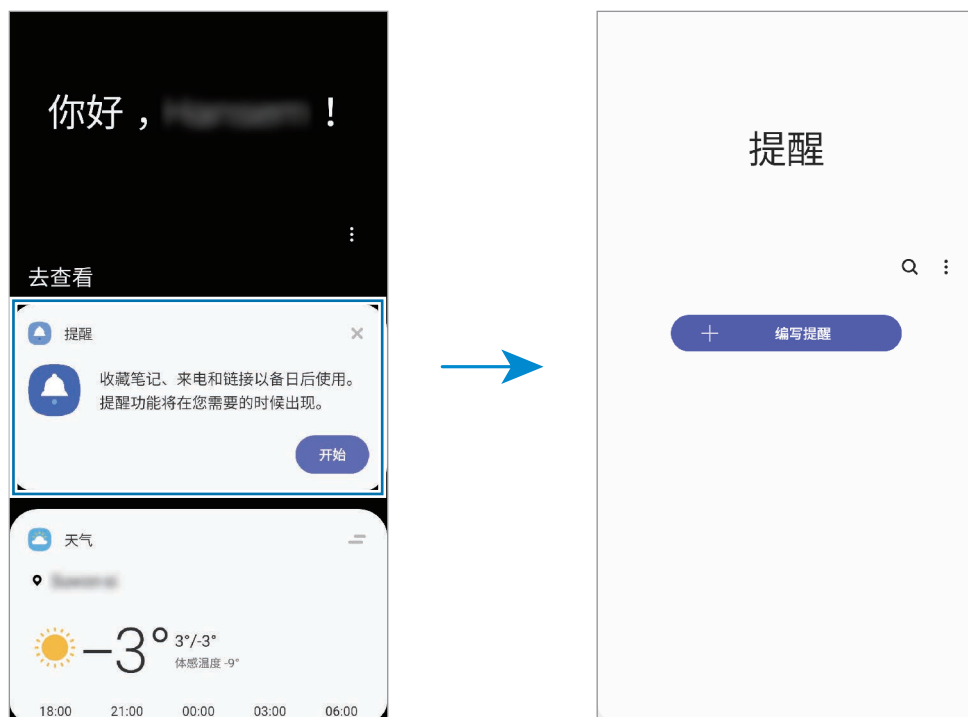 你好， ！
去查看
提醒
收藏笔记、来电和链接以备日后使用。
提醒功能将在您需要的时候出现。
开始
天气
-3° 3°/-3°
体感温度 -9°
18:00 21:00 00:00 03:00 06:00
提醒
编写提醒